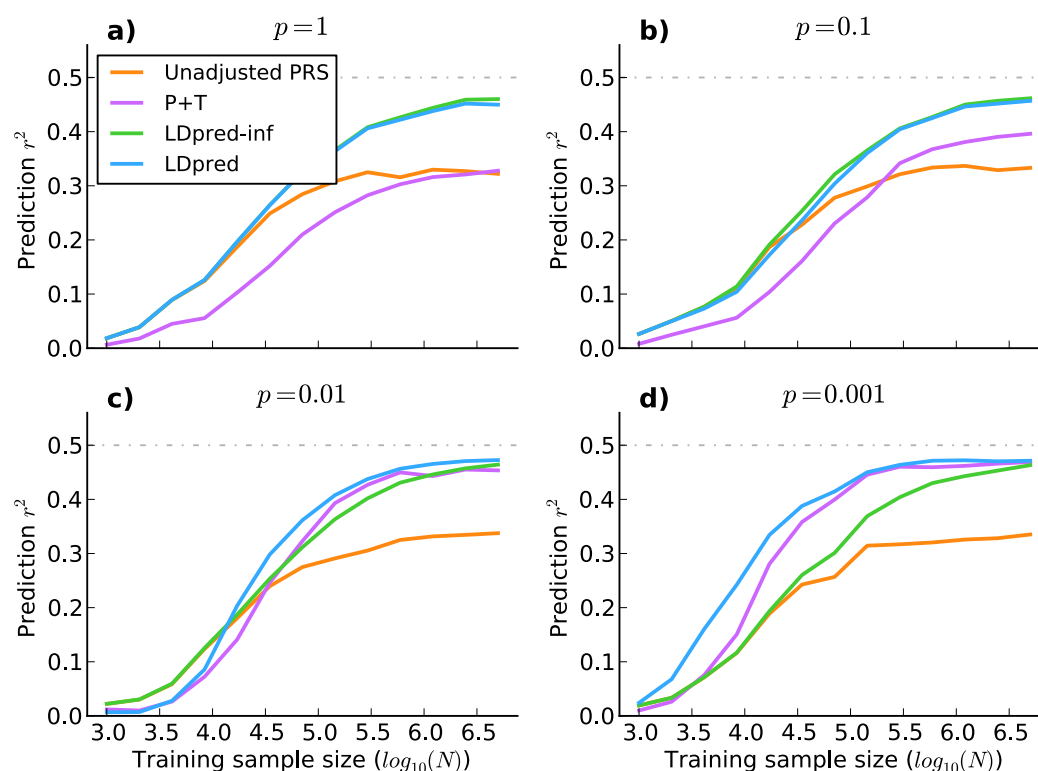 a) p=1
Unadjusted PRS
P+T
LDpred-inf
LDpred
0.5
0.4
0.3
0.2
0.1
0.0
Prediction r²
b) p=0.1
0.5
0.4
0.3
0.2
0.1
0.0
Prediction r²
c) p=0.01
0.5
0.4
0.3
0.2
0.1
0.0
Prediction r²
3.0 3.5 4.0 4.5 5.0 5.5 6.0 6.5
Training sample size (log₁₀(N))
d) p=0.001
0.5
0.4
0.3
0.2
0.1
0.0
Prediction r²
3.0 3.5 4.0 4.5 5.0 5.5 6.0 6.5
Training sample size (log₁₀(N))